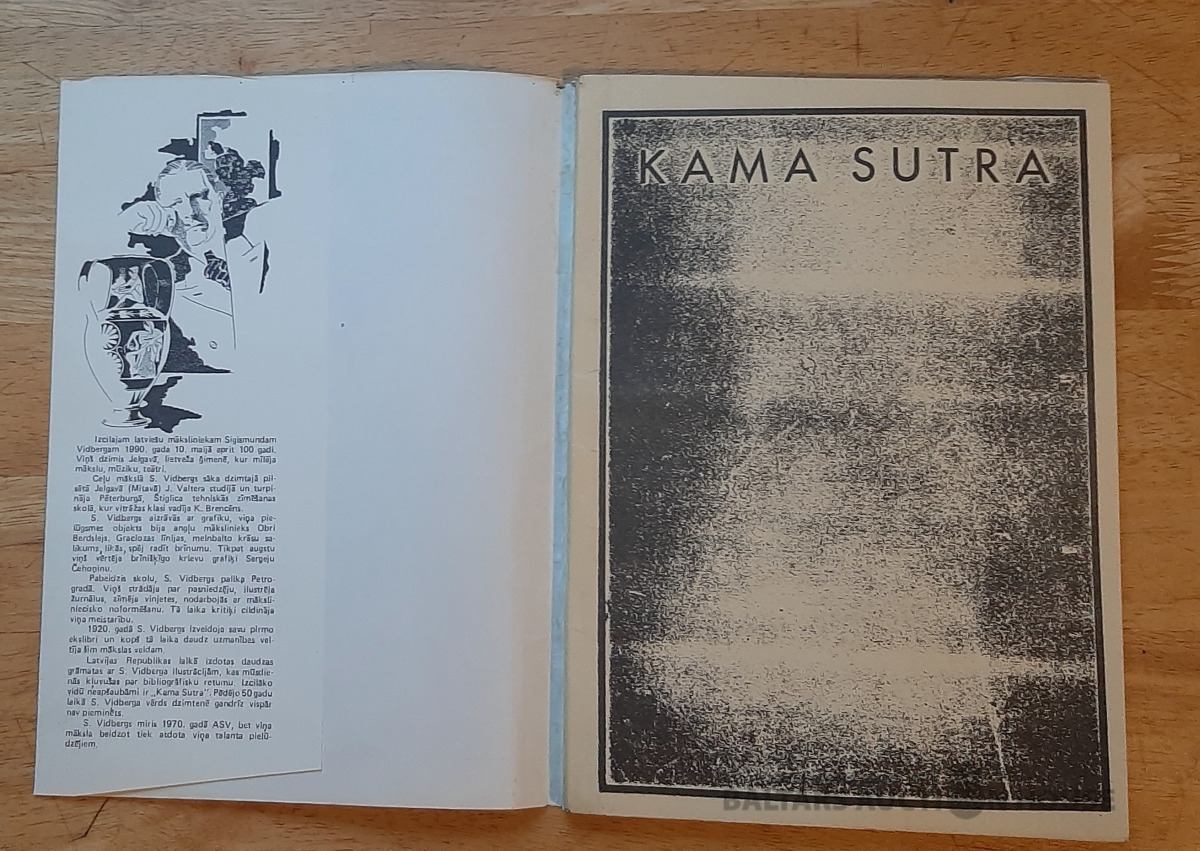 Izcilajam latviešu māksliniekam Sigismundam
Vidbergam 1990. gada 10. maijā aprit 100 gadi.
Viņš dzimis Jelgavā, lietveža ģimenē, kur mīlēja
mākslu, mūziku, teātri.
Ceļu mākslā S. Vidbergs sāka dzimtajā pil-
sētā Jelgavā (Mitavā) J. Valtera studijā un turpi-
nāja Pēterburgā, Štiglica tehniskās zīmēšanas
skolā, kur vitrāžas klasi vadīja K. Brencēns.
S. Vidbergs aizrāvās ar grafiku, viņa pie-
lūgsmes objekts bija angļu mākslinieks Obri
Berdslejs. Graciozas līnijas, melnbalto krāsu sa-
likums, likās, spēj radīt brīnumu. Tikpat augstu
viņš vērtēja brīnišķīgo krievu grafiķi Sergeju
Čehoņinu.
Pabeidzis skolu, S. Vidbergs palika Petro-
gradā. Viņš strādāja par pasniedzēju, ilustrēja
žurnālus, zīmēja vinjetes, nodarbojās ar māksli-
niecisko noformēšanu. Tā laika kritiķi cildināja
viņa meistarību.
1920. gadā S. Vidbergs izveidoja savu pirmo
ekslibri un kopš tā laika daudz uzmanības vel-
tīja šim mākslas veidam.
Latvijas Republikas laikā izdotas daudzas
grāmatas ar S. Vidberga ilustrācijām, kas mūsdie-
nās kļuvušas par bibliogrāfisku retumu. Izcilāko
vidū neapšaubāmi ir „Kama Sutra". Pēdējo 50 gadu
laikā S. Vidberga vārds dzimtenē gandrīz vispār
nav pieminēts.
S. Vidbergs miris 1970. gadā ASV, bet viņa
māksla beidzot tiek atdota viņa talanta pielū-
dzējiem.
KAMA SUTRA